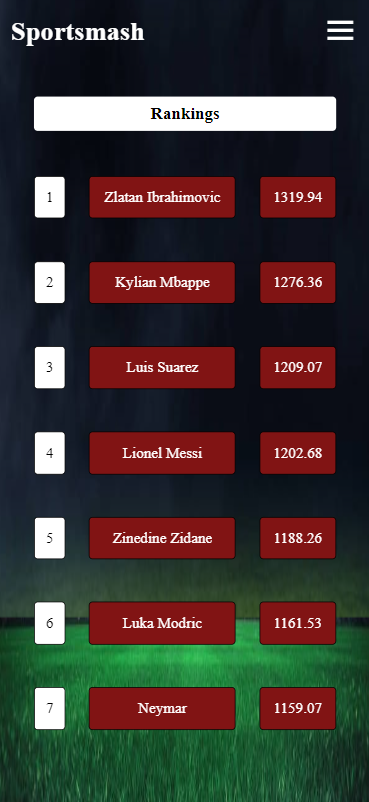 Sportsmash
Rankings
1 Zlatan Ibrahimovic 1319.94
2 Kylian Mbappe 1276.36
3 Luis Suarez 1209.07
4 Lionel Messi 1202.68
5 Zinedine Zidane 1188.26
6 Luka Modric 1161.53
7 Neymar 1159.07